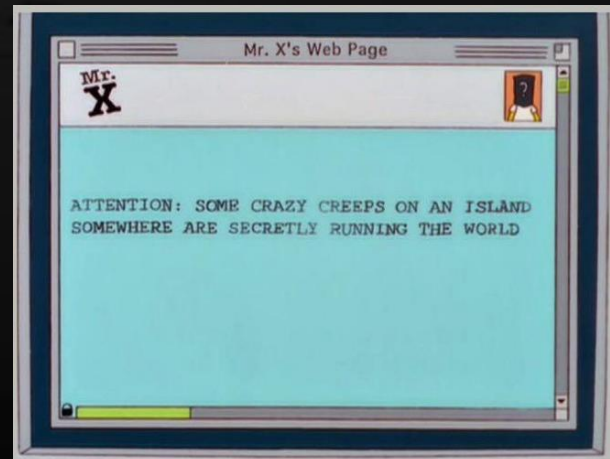 Mr. X's Web Page
Mr.
X
?
ATTENTION: SOME CRAZY CREEPS ON AN ISLAND
SOMEWHERE ARE SECRETLY RUNNING THE WORLD